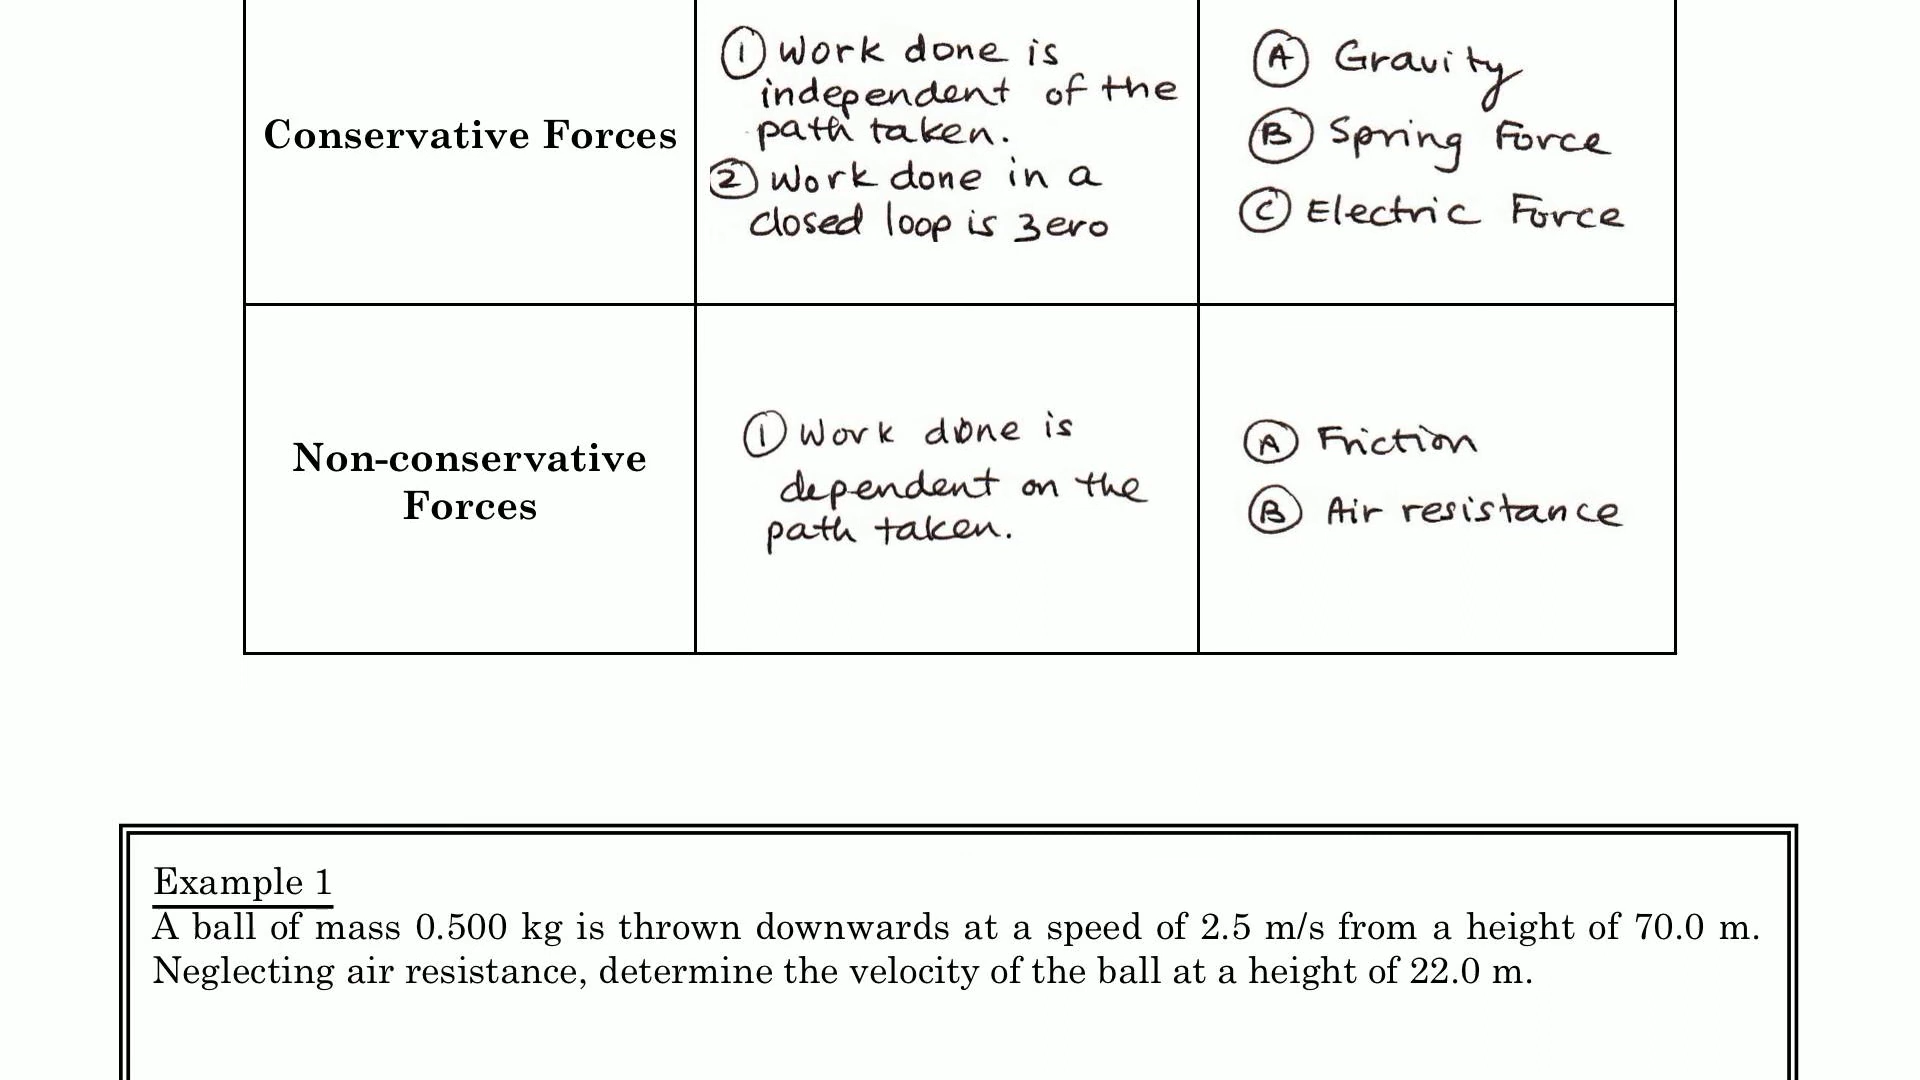 Conservative Forces
① Work done is
independent of the
path taken.
② Work done in a
closed loop is zero
Ⓐ Gravity
Ⓑ Spring Force
Ⓒ Electric Force
Non-conservative
Forces
① Work done is
dependent on the
path taken.
Ⓐ Friction
Ⓑ Air resistance
Example 1
A ball of mass 0.500 kg is thrown downwards at a speed of 2.5 m/s from a height of 70.0 m.
Neglecting air resistance, determine the velocity of the ball at a height of 22.0 m.